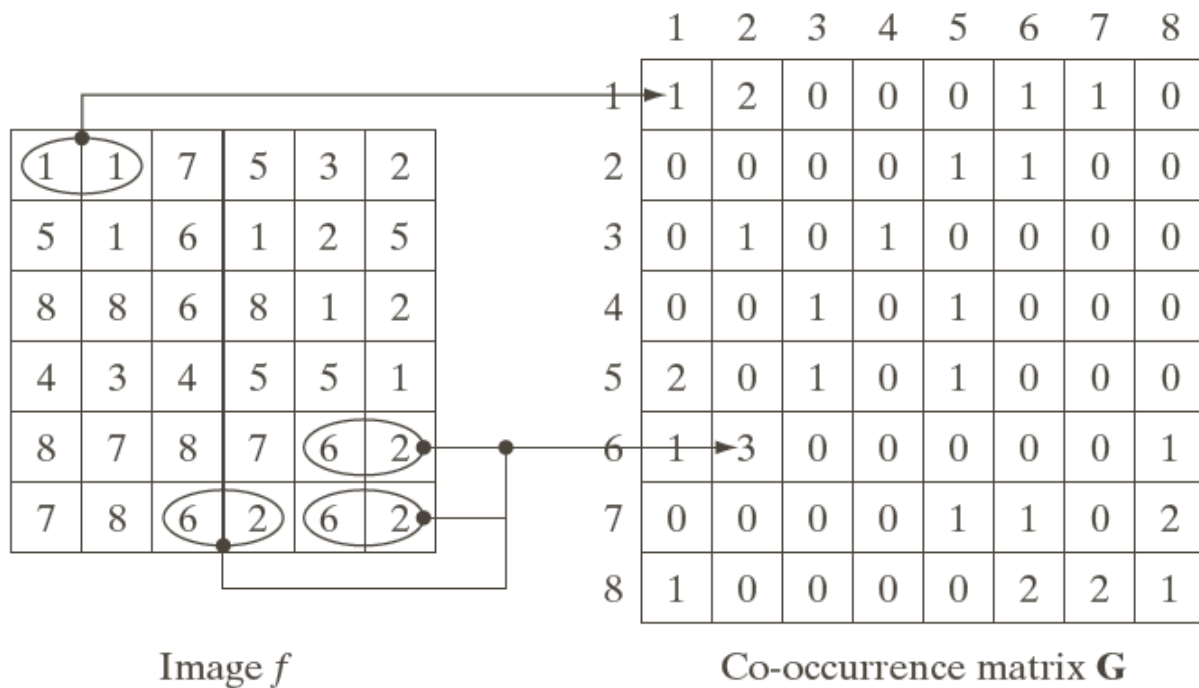 1 2 3 4 5 6 7 8
1 1 2 0 0 0 1 1 0
1 1 7 5 3 2
2 0 0 0 0 1 1 0 0
5 1 6 1 2 5
3 0 1 0 1 0 0 0 0
8 8 6 8 1 2
4 0 0 1 0 1 0 0 0
4 3 4 5 5 1
5 2 0 1 0 1 0 0 0
8 7 8 7 6 2
6 1 3 0 0 0 0 0 1
7 8 6 2 6 2
7 0 0 0 0 1 1 0 2
8 1 0 0 0 0 2 2 1
Image f
Co-occurrence matrix G